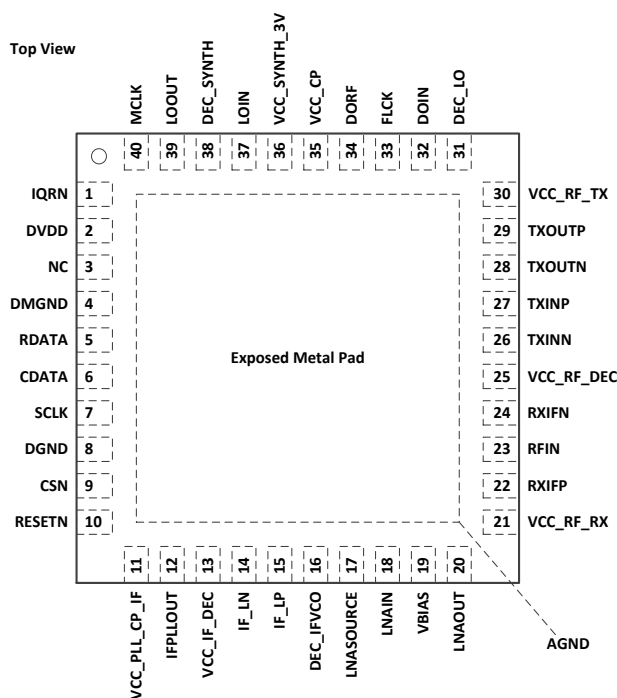 Top View
MCLK
LOOUT
DEC_SYNTH
LOIN
VCC_SYNTH_3V
VCC_CP
DORF
FLCK
DOIN
DEC_LO
40
39
38
37
36
35
34
33
32
31
IQRN 1
DVDD 2
NC 3
DMGND 4
RDATA 5
CDATA 6
SCLK 7
DGND 8
CSN 9
RESETN 10
Exposed Metal Pad
30 VCC_RF_TX
29 TXOUTP
28 TXOUTN
27 TXINP
26 TXINN
25 VCC_RF_DEC
24 RXIFN
23 RFIN
22 RXIFP
21 VCC_RF_RX
11
12
13
14
15
16
17
18
19
20
VCC_PLL_CP_IF
IFPLLOUT
VCC_IF_DEC
IF_LN
IF_LP
DEC_IFVCO
LNASOURCE
LNAIN
VBIAS
LNAOUT
AGND